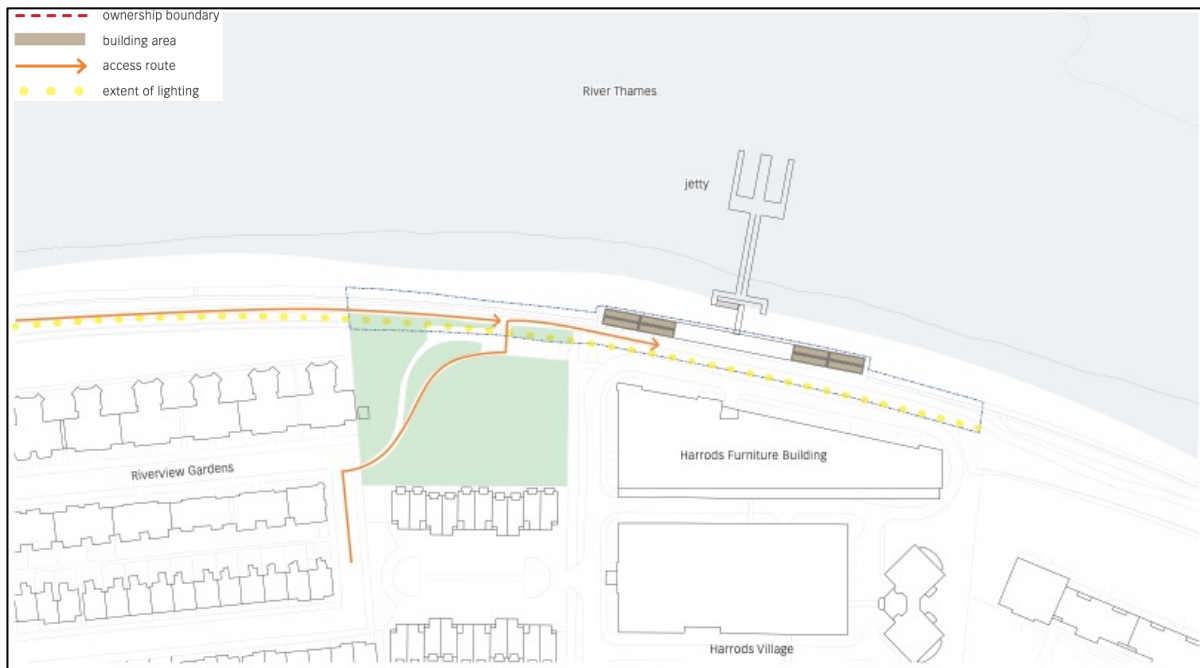 ownership boundary
building area
access route
extent of lighting
River Thames
jetty
Harrods Furniture Building
Riverview Gardens
Harrods Village